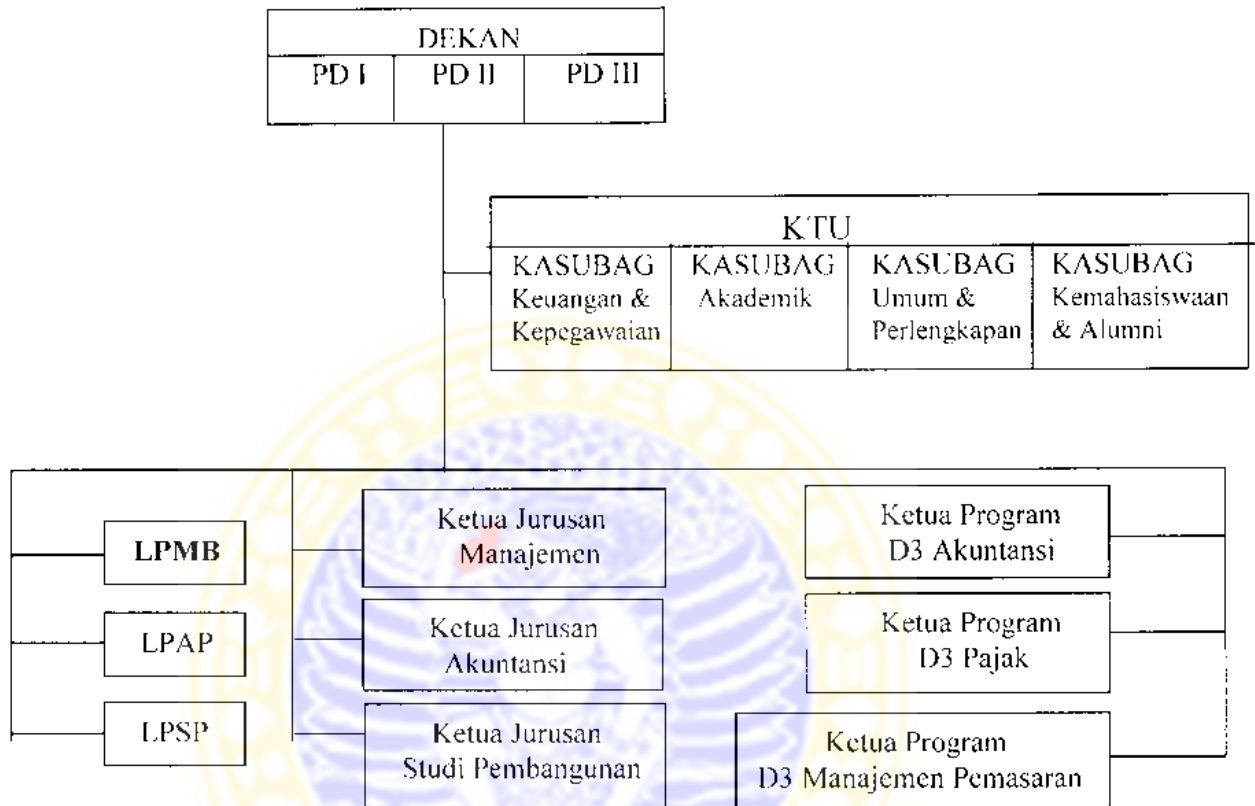 DEKAN
PD I PD II PD III
KTU
KASUBAG
Keuangan &
Kepegawaian
KASUBAG
Akademik
KASUBAG
Umum &
Perlengkapan
KASUBAG
Kemahasiswaan
& Alumni
LPMB
LPAP
LPSP
Ketua Jurusan
Manajemen
Ketua Jurusan
Akuntansi
Ketua Jurusan
Studi Pembangunan
Ketua Program
D3 Akuntansi
Ketua Program
D3 Pajak
Ketua Program
D3 Manajemen Pemasaran